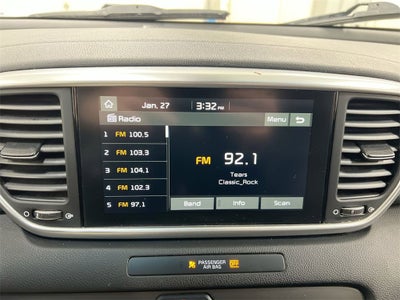 Jan, 27 3:32 PM
Radio Menu
1 FM 100.5
2 FM 103.3
3 FM 104.1
4 FM 102.3
5 FM 97.1
FM 92.1
Tears
Classic_Rock
Band Info Scan
PASSENGER
AIR BAG OFF